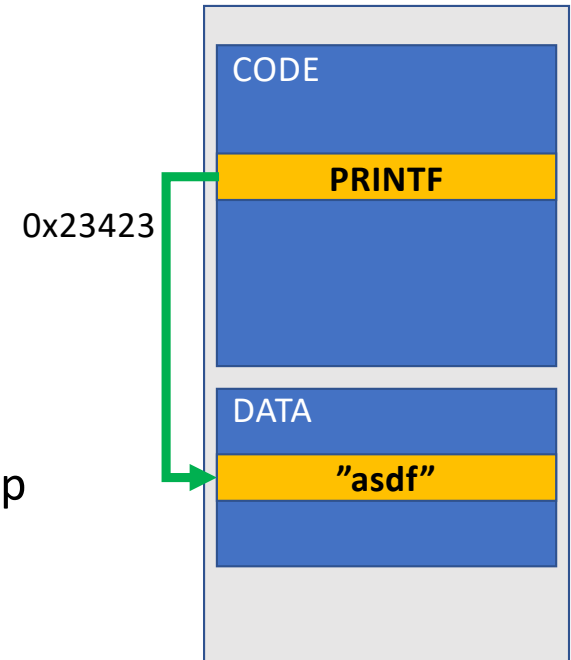 CODE
PRINTF
0x23423
DATA
p
”asdf”